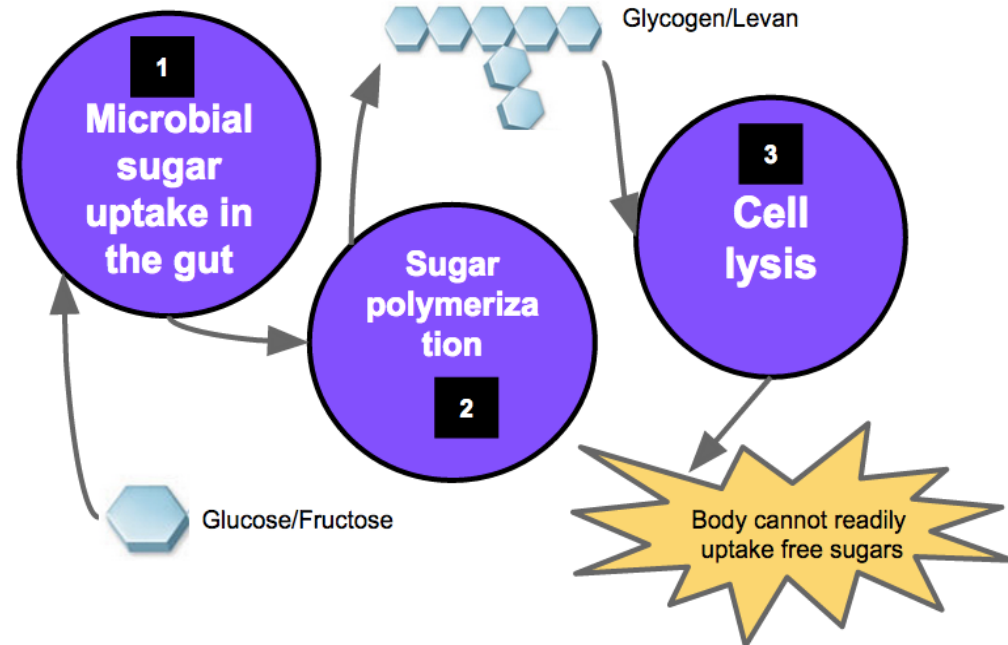 1
Microbial
sugar
uptake in
the gut
Glycogen/Levan
3
Cell
lysis
Sugar
polymeriza
tion
2
Glucose/Fructose
Body cannot readily
uptake free sugars